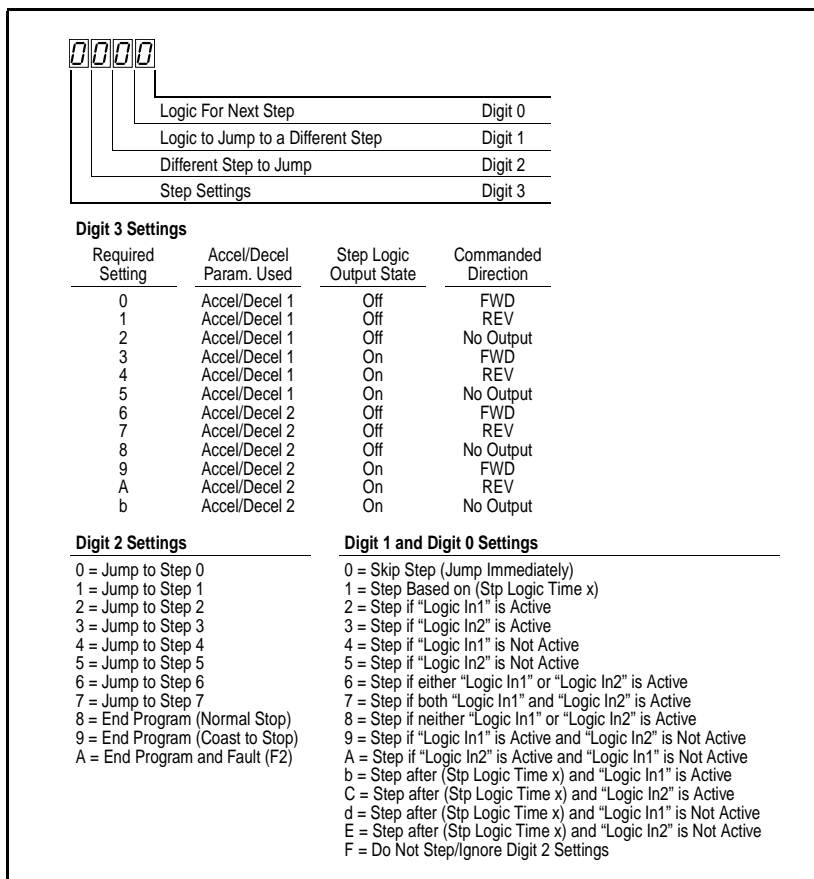 0000
Logic For Next Step Digit 0
Logic to Jump to a Different Step Digit 1
Different Step to Jump Digit 2
Step Settings Digit 3
Digit 3 Settings
Required Setting Accel/Decel Param. Used Step Logic Output State Commanded Direction
0 Accel/Decel 1 Off FWD
1 Accel/Decel 1 Off REV
2 Accel/Decel 1 Off No Output
3 Accel/Decel 1 On FWD
4 Accel/Decel 1 On REV
5 Accel/Decel 1 On No Output
6 Accel/Decel 2 Off FWD
7 Accel/Decel 2 Off REV
8 Accel/Decel 2 Off No Output
9 Accel/Decel 2 On FWD
A Accel/Decel 2 On REV
b Accel/Decel 2 On No Output
Digit 2 Settings
0 = Jump to Step 0
1 = Jump to Step 1
2 = Jump to Step 2
3 = Jump to Step 3
4 = Jump to Step 4
5 = Jump to Step 5
6 = Jump to Step 6
7 = Jump to Step 7
8 = End Program (Normal Stop)
9 = End Program (Coast to Stop)
A = End Program and Fault (F2)
Digit 1 and Digit 0 Settings
0 = Skip Step (Jump Immediately)
1 = Step Based on (Stp Logic Time x)
2 = Step if “Logic In1” is Active
3 = Step if “Logic In2” is Active
4 = Step if “Logic In1” is Not Active
5 = Step if “Logic In2” is Not Active
6 = Step if either “Logic In1” or “Logic In2” is Active
7 = Step if both “Logic In1” and “Logic In2” is Active
8 = Step if neither “Logic In1” or “Logic In2” is Active
9 = Step if “Logic In1” is Active and “Logic In2” is Not Active
A = Step if “Logic In2” is Active and “Logic In1” is Not Active
b = Step after (Stp Logic Time x) and “Logic In1” is Active
C = Step after (Stp Logic Time x) and “Logic In2” is Active
d = Step after (Stp Logic Time x) and “Logic In1” is Not Active
E = Step after (Stp Logic Time x) and “Logic In2” is Not Active
F = Do Not Step/Ignore Digit 2 Settings